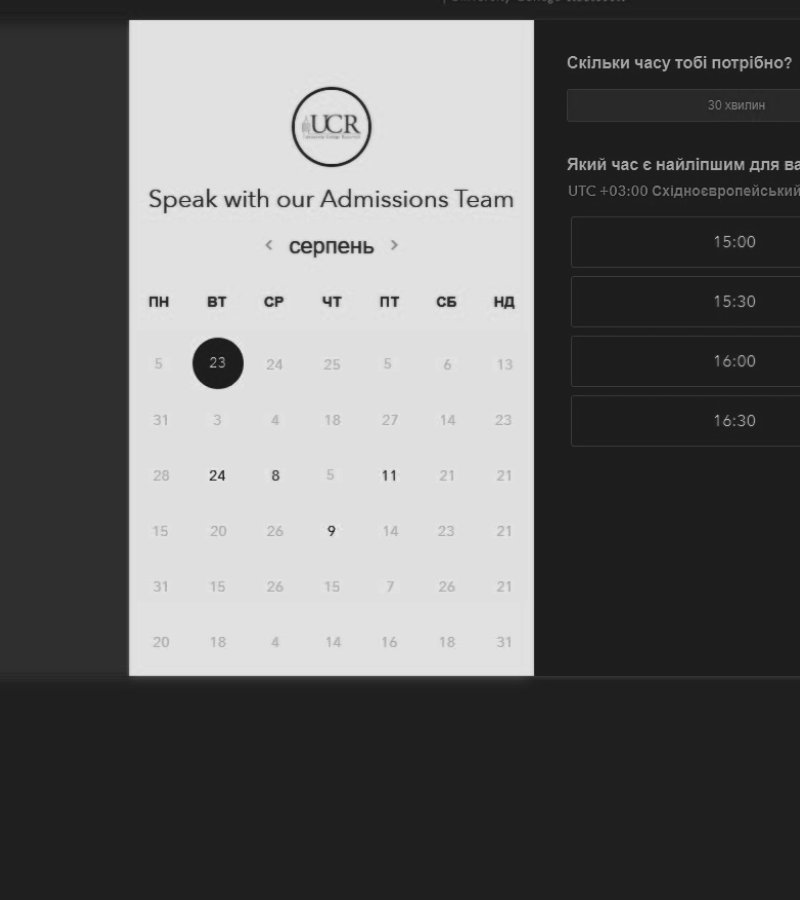 UCR
Speak with our Admissions Team
‹ серпень ›
ПН ВТ СР ЧТ ПТ СБ НД
5 23 24 25 5 6 13
31 3 4 18 27 14 23
28 24 8 5 11 21 21
15 20 26 9 14 23 21
31 15 26 15 7 26 21
20 18 4 14 16 18 31
Скільки часу тобі потрібно?
30 хвилин
Який час є найліпшим для ва
UTC +03:00 Східноєвропейський
15:00
15:30
16:00
16:30